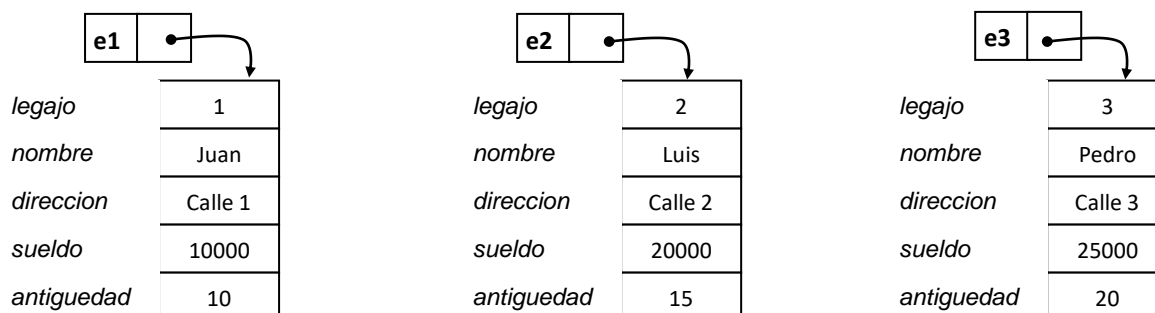 e1 e2 e3
legajo 1 legajo 2 legajo 3
nombre Juan nombre Luis nombre Pedro
direccion Calle 1 direccion Calle 2 direccion Calle 3
sueldo 10000 sueldo 20000 sueldo 25000
antiguedad 10 antiguedad 15 antiguedad 20